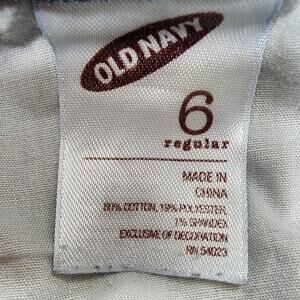 OLD NAVY
6
regular
MADE IN
CHINA
80% COTTON, 19% POLYESTER,
1% SPANDEX
EXCLUSIVE OF DECORATION
RN 54023